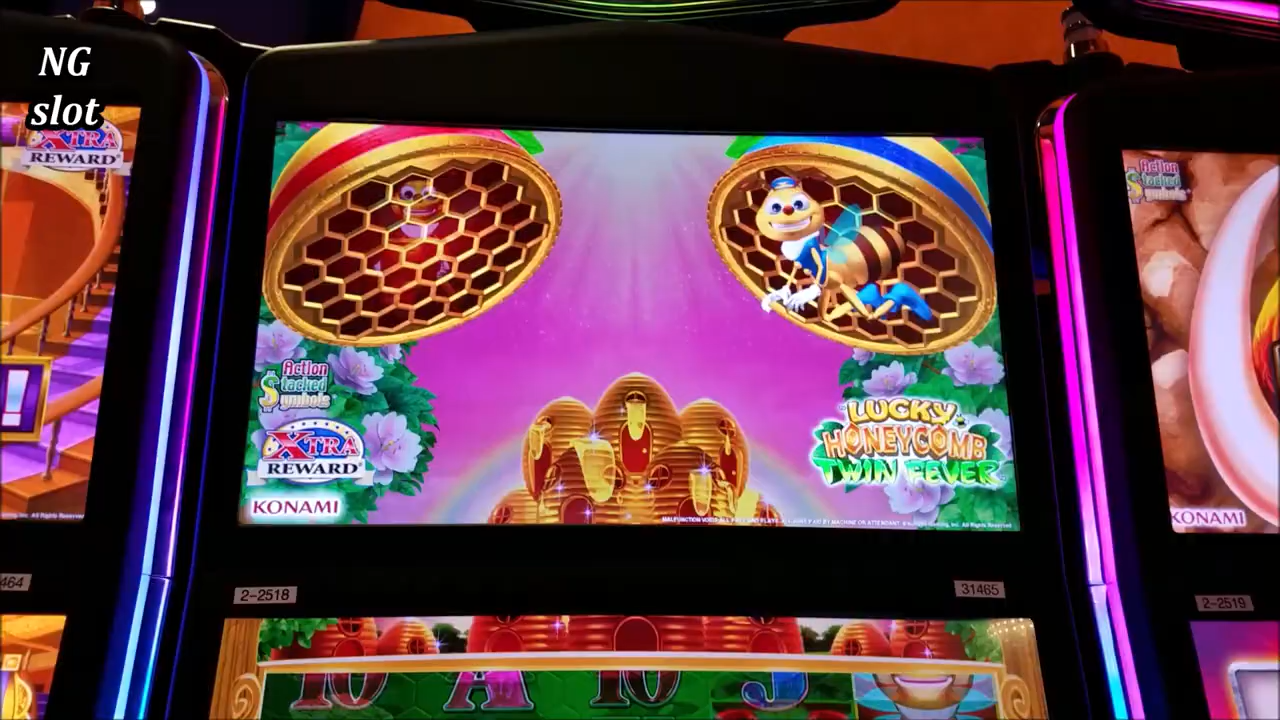 NG
slot
XTRA
REWARD
!
464
Action
Stacked
Symbols
XTRA
REWARD
KONAMI
LUCKY
HONEYCOMB
TWIN FEVER
2-2518
31465
10 A 10 J
Action
Stacked
Symbols
KONAMI
2-2519